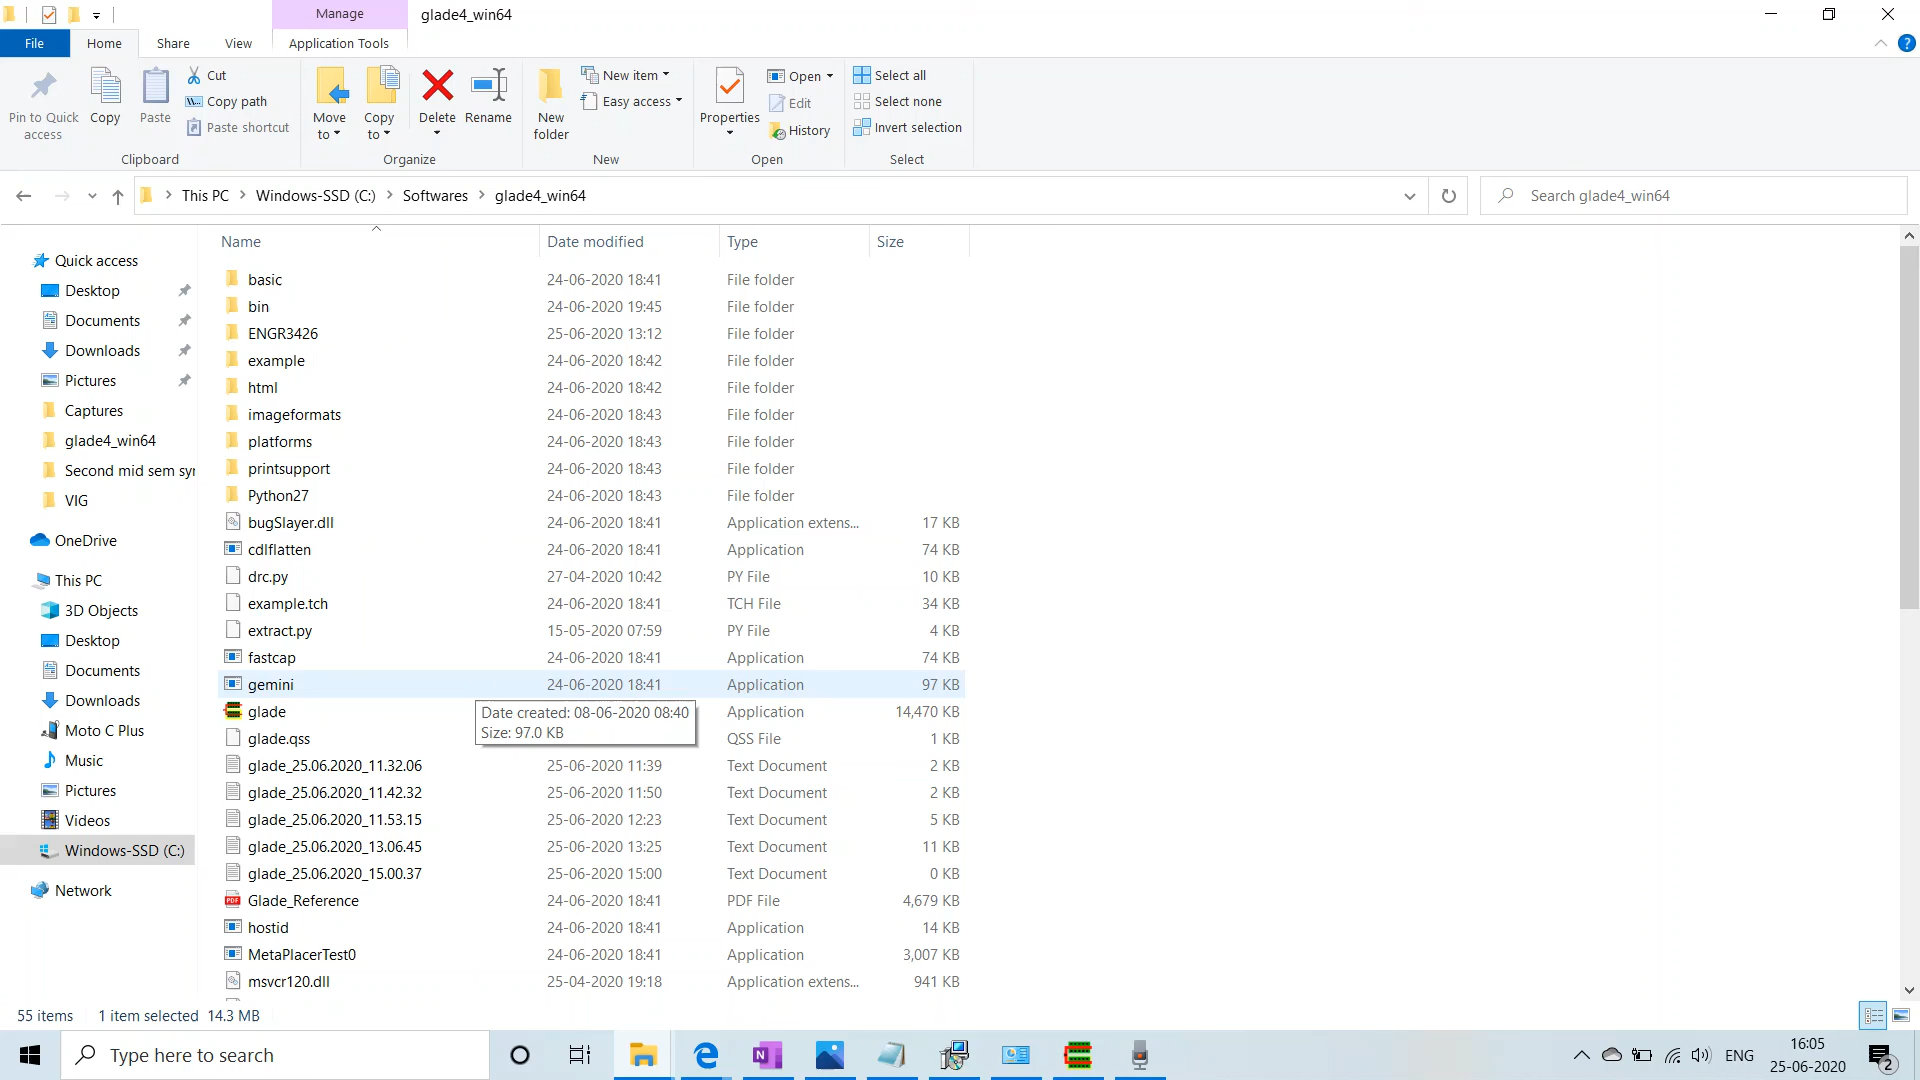 Manage
glade4_win64
File
Home
Share
View
Application Tools
Pin to Quick access
Copy
Paste
Cut
Copy path
Paste shortcut
Clipboard
Move to
Copy to
Delete
Rename
Organize
New folder
New item
Easy access
New
Properties
Open
Edit
History
Open
Select all
Select none
Invert selection
Select
This PC
Windows-SSD (C:)
Softwares
glade4_win64
Search glade4_win64
Name Date modified Type Size
Quick access
Desktop
Documents
Downloads
Pictures
Captures
glade4_win64
Second mid sem syr
VIG
OneDrive
This PC
3D Objects
Desktop
Documents
Downloads
Moto C Plus
Music
Pictures
Videos
Windows-SSD (C:)
Network
basic 24-06-2020 18:41 File folder
bin 24-06-2020 19:45 File folder
ENGR3426 25-06-2020 13:12 File folder
example 24-06-2020 18:42 File folder
html 24-06-2020 18:42 File folder
imageformats 24-06-2020 18:43 File folder
platforms 24-06-2020 18:43 File folder
printsupport 24-06-2020 18:43 File folder
Python27 24-06-2020 18:43 File folder
bugSlayer.dll 24-06-2020 18:41 Application extens... 17 KB
cdlflatten 24-06-2020 18:41 Application 74 KB
drc.py 27-04-2020 10:42 PY File 10 KB
example.tch 24-06-2020 18:41 TCH File 34 KB
extract.py 15-05-2020 07:59 PY File 4 KB
fastcap 24-06-2020 18:41 Application 74 KB
gemini 24-06-2020 18:41 Application 97 KB
glade Application 14,470 KB
Date created: 08-06-2020 08:40
Size: 97.0 KB
glade.qss QSS File 1 KB
glade_25.06.2020_11.32.06 25-06-2020 11:39 Text Document 2 KB
glade_25.06.2020_11.42.32 25-06-2020 11:50 Text Document 2 KB
glade_25.06.2020_11.53.15 25-06-2020 12:23 Text Document 5 KB
glade_25.06.2020_13.06.45 25-06-2020 13:25 Text Document 11 KB
glade_25.06.2020_15.00.37 25-06-2020 15:00 Text Document 0 KB
Glade_Reference 24-06-2020 18:41 PDF File 4,679 KB
hostid 24-06-2020 18:41 Application 14 KB
MetaPlacerTest0 24-06-2020 18:41 Application 3,007 KB
msvcr120.dll 25-04-2020 19:18 Application extens... 941 KB
55 items 1 item selected 14.3 MB
Type here to search
ENG
16:05
25-06-2020
2